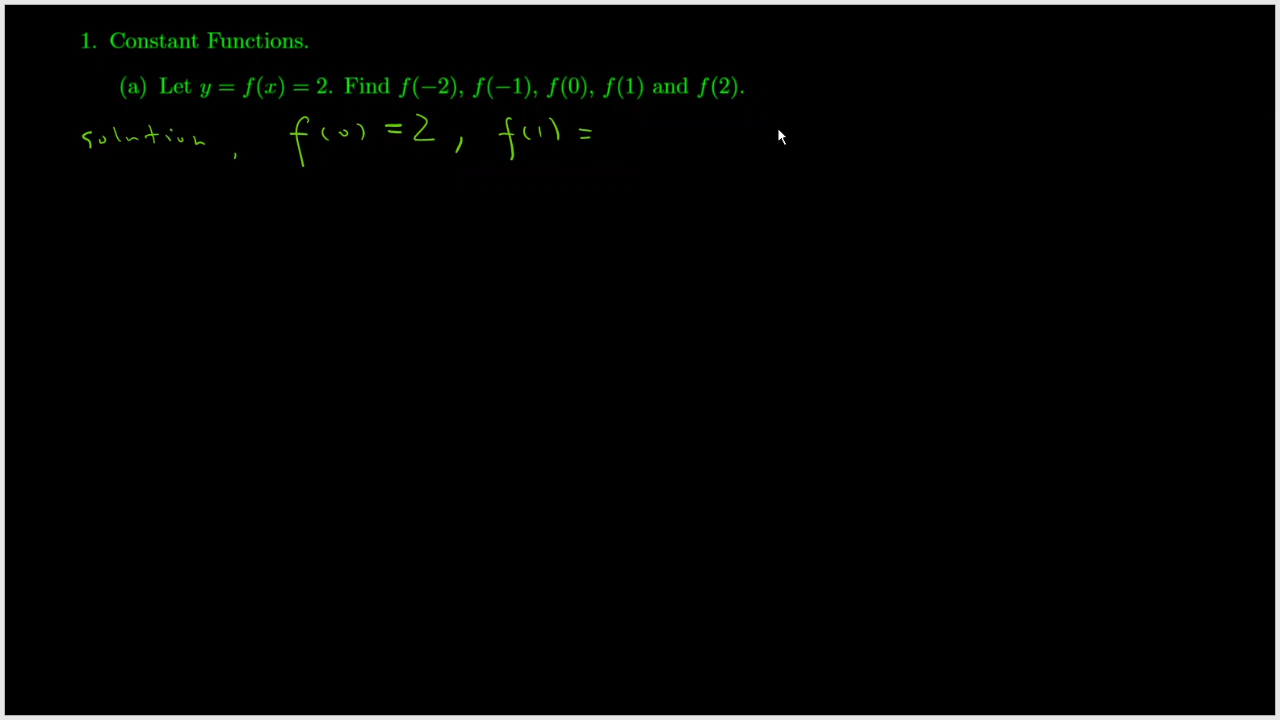 1. Constant Functions.
(a) Let y = f(x) = 2. Find f(−2), f(−1), f(0), f(1) and f(2).
solution, f(0) = 2, f(1) =